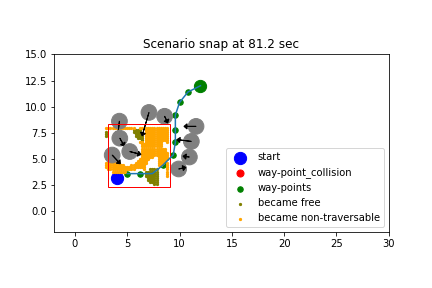 Scenario snap at 81.2 sec
15.0
12.5
10.0
7.5
5.0
2.5
0.0
0 5 10 15 20 25 30
start
way-point_collision
way-points
became free
became non-traversable